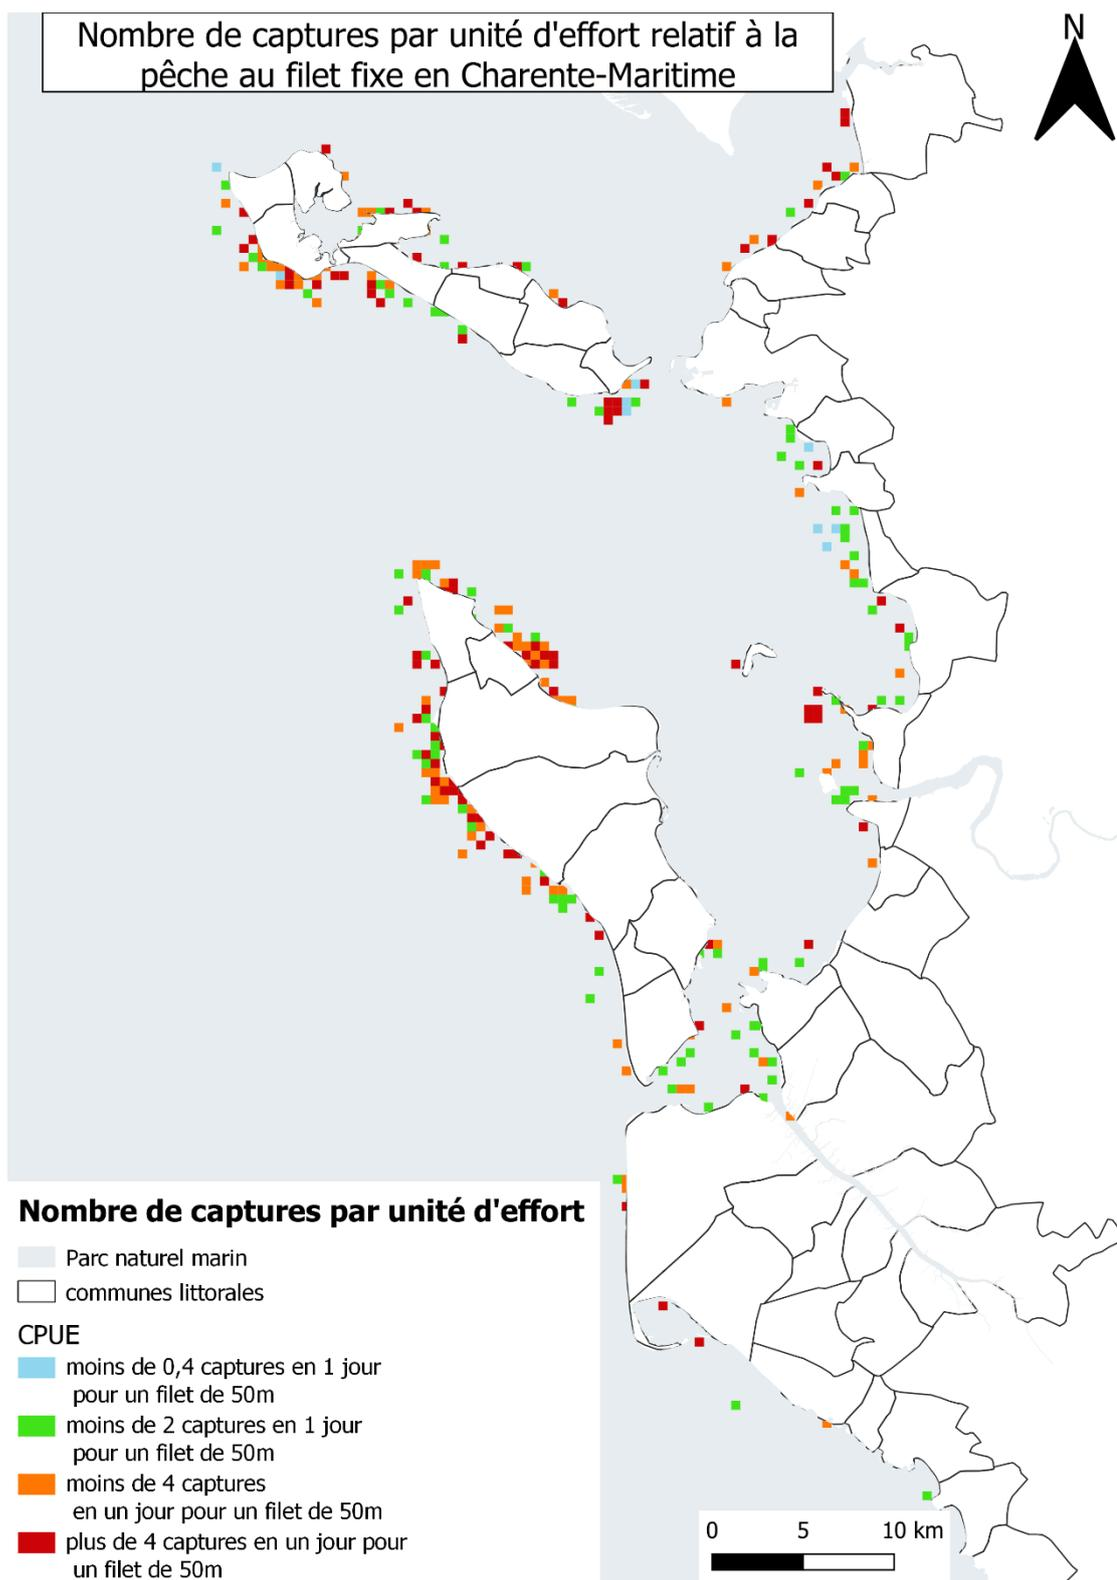 Nombre de captures par unité d'effort relatif à la
pêche au filet fixe en Charente-Maritime
N
Nombre de captures par unité d'effort
Parc naturel marin
communes littorales
CPUE
moins de 0,4 captures en 1 jour
pour un filet de 50m
moins de 2 captures en 1 jour
pour un filet de 50m
moins de 4 captures
en un jour pour un filet de 50m
plus de 4 captures en un jour pour
un filet de 50m
0 5 10 km